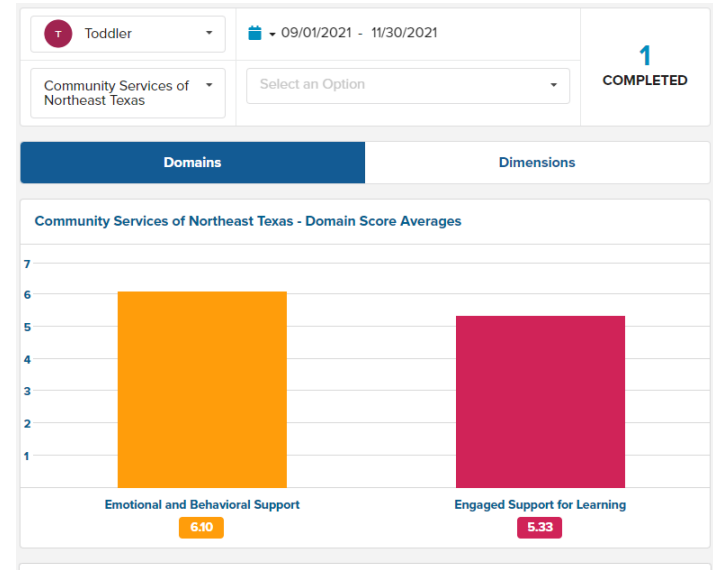 T Toddler
09/01/2021 - 11/30/2021
1
COMPLETED
Community Services of
Northeast Texas
Select an Option
Domains
Dimensions
Community Services of Northeast Texas - Domain Score Averages
7
6
5
4
3
2
1
Emotional and Behavioral Support
6.10
Engaged Support for Learning
5.33